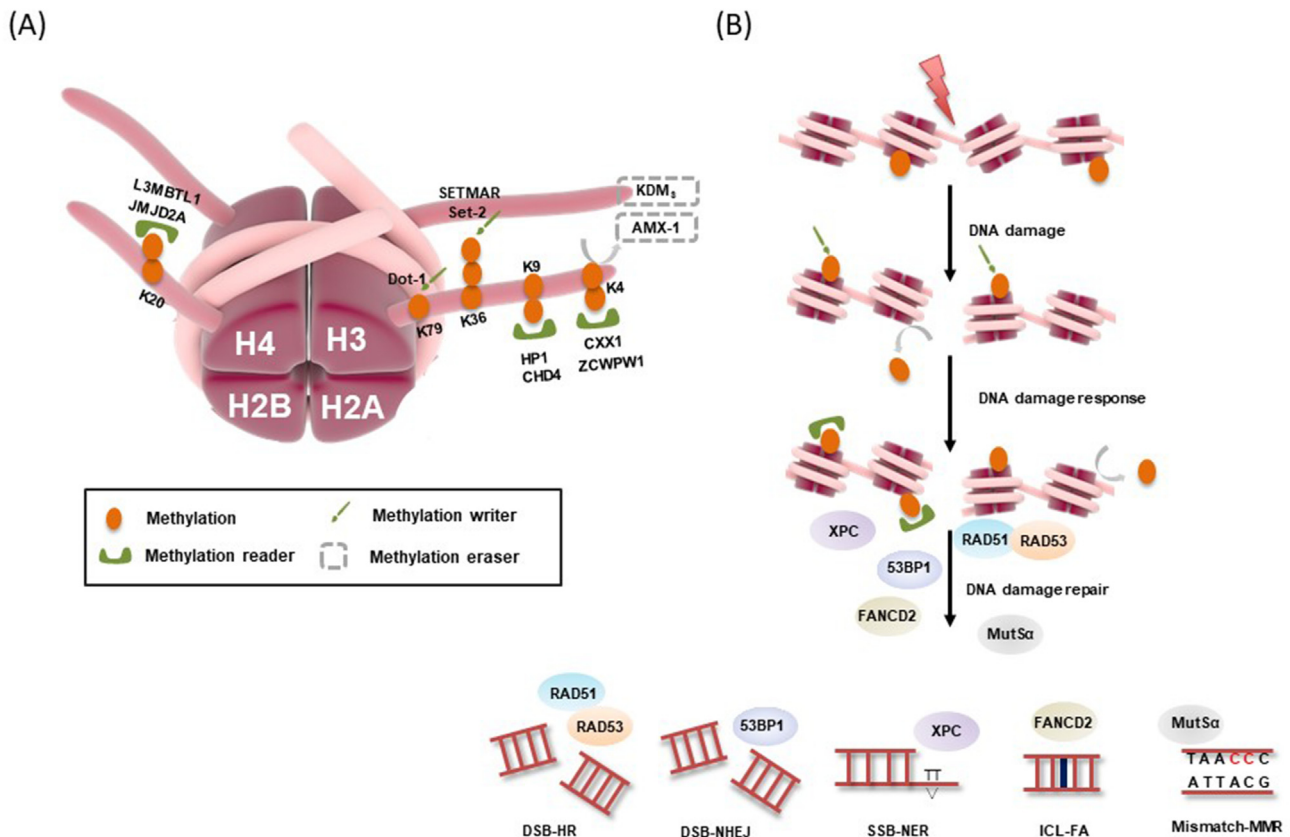 (A)
L3MBTL1
JMJD2A
K20
H4
H3
H2B
H2A
Dot-1
K79
SETMAR
Set-2
K36
K9
HP1
CHD4
KDM5
AMX-1
K4
CXX1
ZCWPW1
Methylation
Methylation writer
Methylation reader
Methylation eraser
(B)
DNA damage
DNA damage response
XPC
RAD51
RAD53
53BP1
DNA damage repair
FANCD2
MutSα
RAD51
RAD53
DSB-HR
53BP1
DSB-NHEJ
XPC
TT
V
SSB-NER
FANCD2
ICL-FA
MutSα
TAACCC
ATTACG
Mismatch-MMR